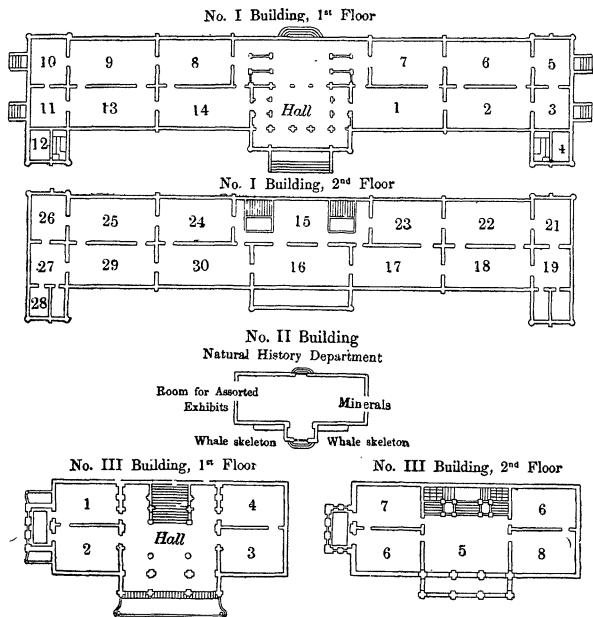 No. I Building, 1st Floor
10 9 8 7 6 5
11 13 14 Hall 1 2 3
12 4
No. I Building, 2nd Floor
26 25 24 15 23 22 21
27 29 30 16 17 18 19
28
No. II Building
Natural History Department
Room for Assorted
Exhibits
Minerals
Whale skeleton Whale skeleton
No. III Building, 1st Floor
1 4
2 Hall 3
No. III Building, 2nd Floor
7 6
6 5 8